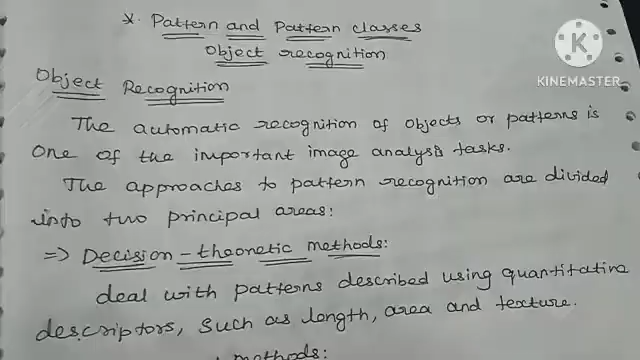 * Pattern and Pattern classes
Object recognition
KINEMASTER
Object Recognition
The automatic recognition of objects or patterns is
one of the important image analysis tasks.
The approaches to pattern recognition are divided
into two principal areas:
=> Decision-theoretic methods:
deal with patterns described using quantitative
descriptors, such as length, area and texture.
methods: